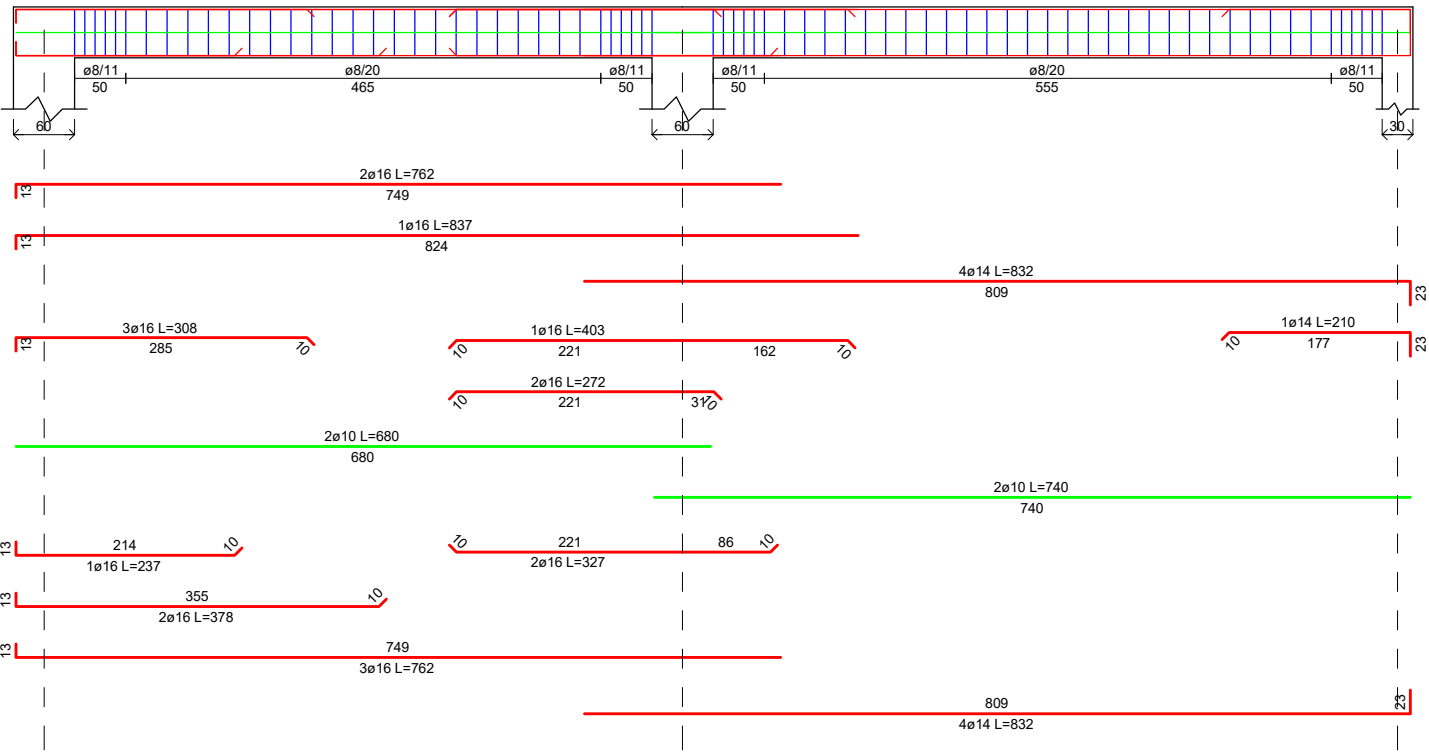 ø8/11 ø8/20 ø8/11 ø8/11 ø8/20 ø8/11
50 465 50 50 555 50
60 60 30
2ø16 L=762
13 749
1ø16 L=837
13 824
4ø14 L=832
809 23
3ø16 L=308 1ø16 L=403 1ø14 L=210
13 285 10 10 221 162 10 10 177 23
2ø16 L=272
10 221 31 10
2ø10 L=680
680
2ø10 L=740
740
13 214 10 10 221 86 10
1ø16 L=237 2ø16 L=327
13 355 10
2ø16 L=378
13 749
3ø16 L=762
809 23
4ø14 L=832